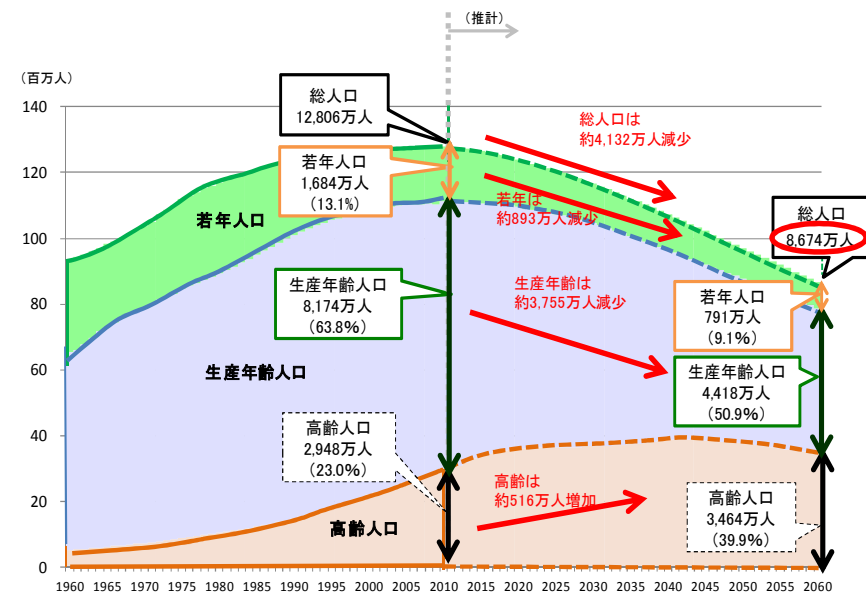 （推計）
（百万人）
総人口
12,806万人
若年人口
1,684万人
（13.1%）
総人口は
約4,132万人減少
若年は
約893万人減少
総人口
8,674万人
若年人口
生産年齢人口
8,174万人
（63.8%）
生産年齢は
約3,755万人減少
若年人口
791万人
（9.1%）
生産年齢人口
生産年齢人口
4,418万人
（50.9%）
高齢人口
2,948万人
（23.0%）
高齢は
約516万人増加
高齢人口
3,464万人
（39.9%）
高齢人口
140
120
100
80
60
40
20
0
1960 1965 1970 1975 1980 1985 1990 1995 2000 2005 2010 2015 2020 2025 2030 2035 2040 2045 2050 2055 2060